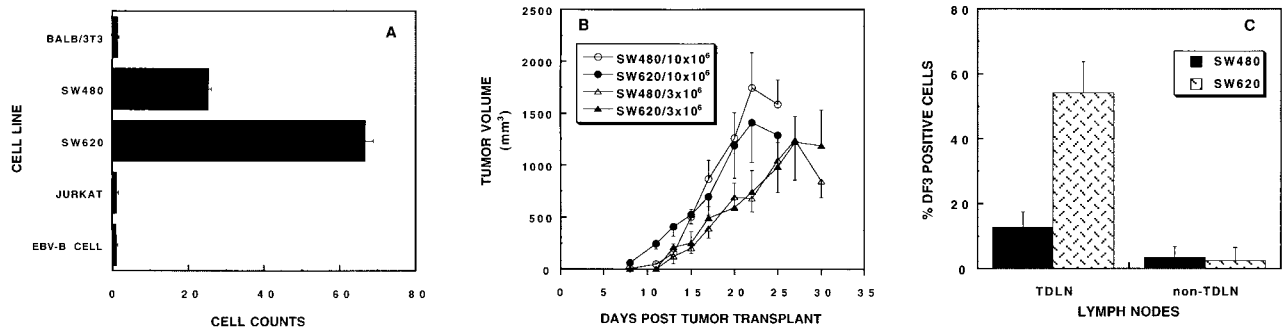 A
CELL LINE
BALB/3T3
SW480
SW620
JURKAT
EBV-B CELL
0 20 40 60 80
CELL COUNTS
B
TUMOR VOLUME
(mm³)
2500
2000
1500
1000
500
0
SW480/10x10⁶
SW620/10x10⁶
SW480/3x10⁶
SW620/3x10⁶
0 5 10 15 20 25 30 35
DAYS POST TUMOR TRANSPLANT
C
% DF3 POSITIVE CELLS
80
60
40
20
0
SW480
SW620
TDLN non-TDLN
LYMPH NODES